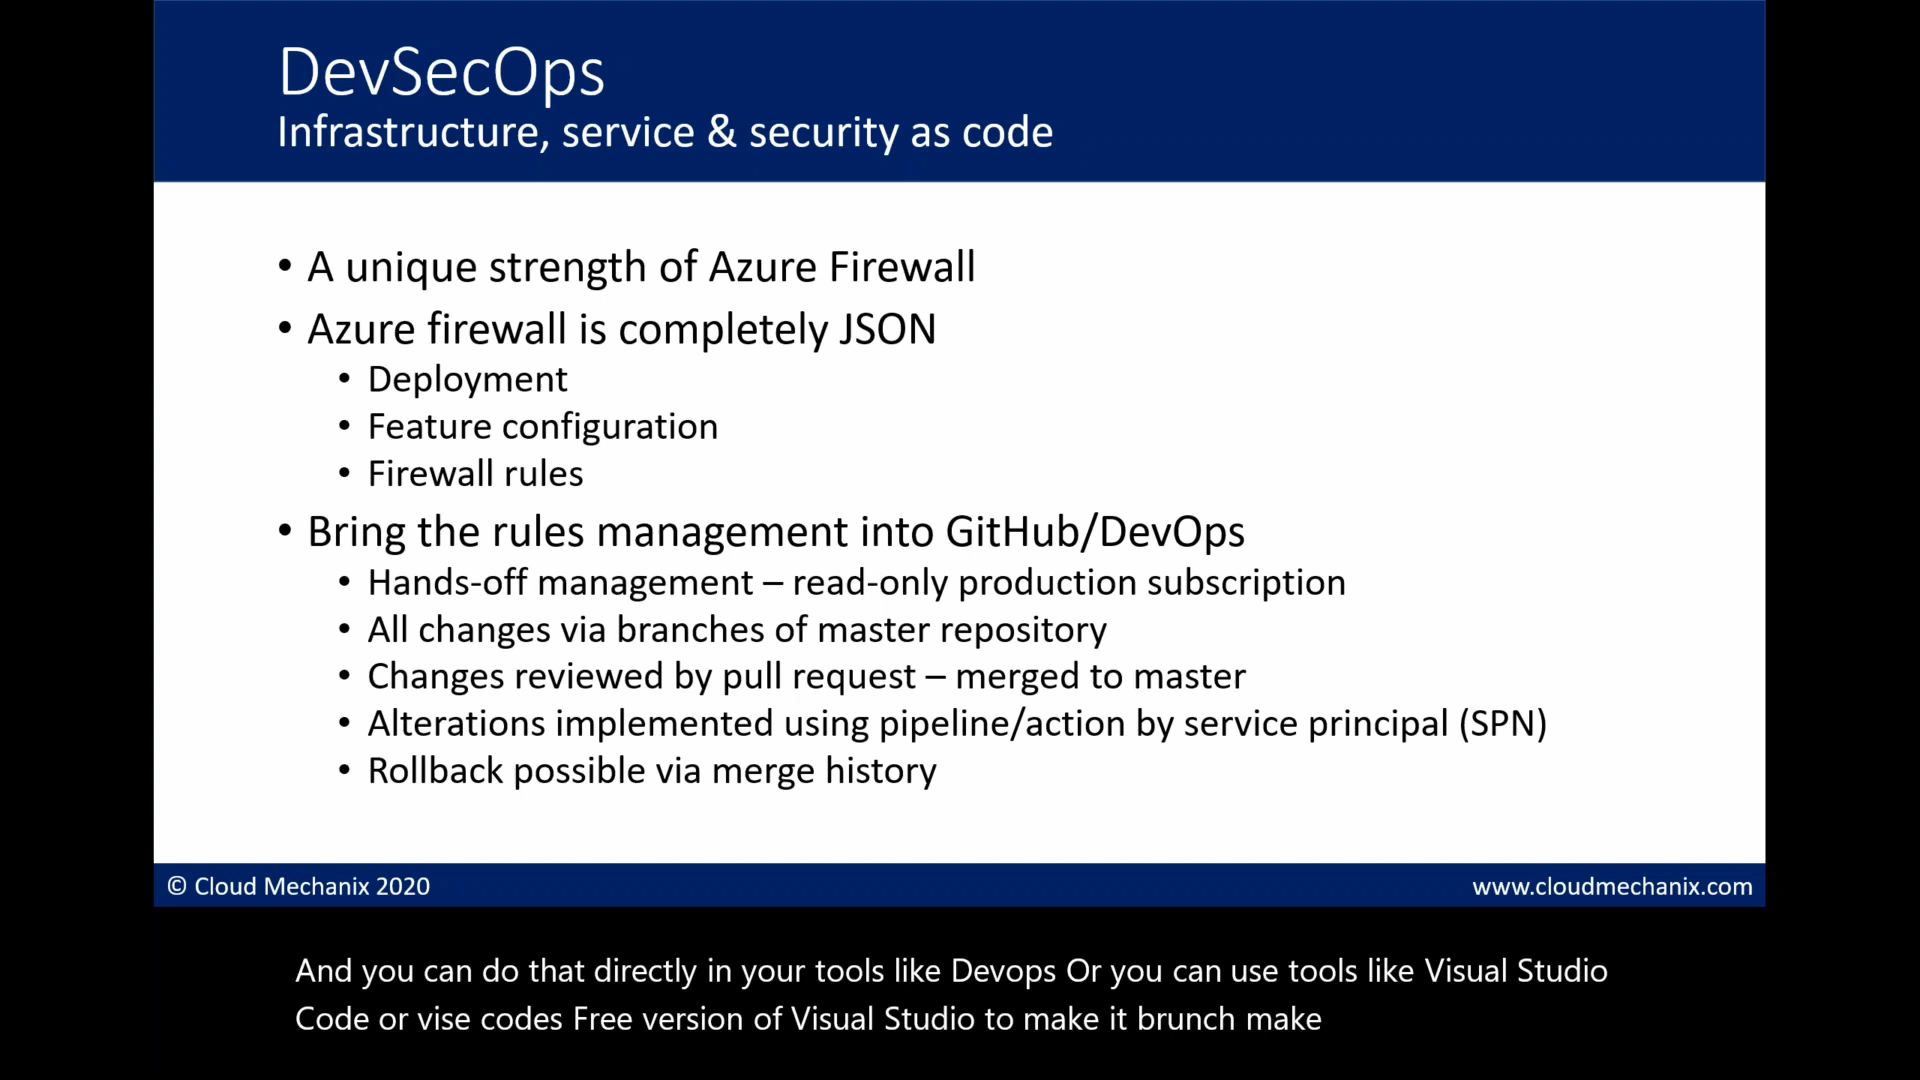 DevSecOps
Infrastructure, service & security as code
• A unique strength of Azure Firewall
• Azure firewall is completely JSON
• Deployment
• Feature configuration
• Firewall rules
• Bring the rules management into GitHub/DevOps
• Hands-off management – read-only production subscription
• All changes via branches of master repository
• Changes reviewed by pull request – merged to master
• Alterations implemented using pipeline/action by service principal (SPN)
• Rollback possible via merge history
© Cloud Mechanix 2020
www.cloudmechanix.com
And you can do that directly in your tools like Devops Or you can use tools like Visual Studio
Code or vise codes Free version of Visual Studio to make it brunch make